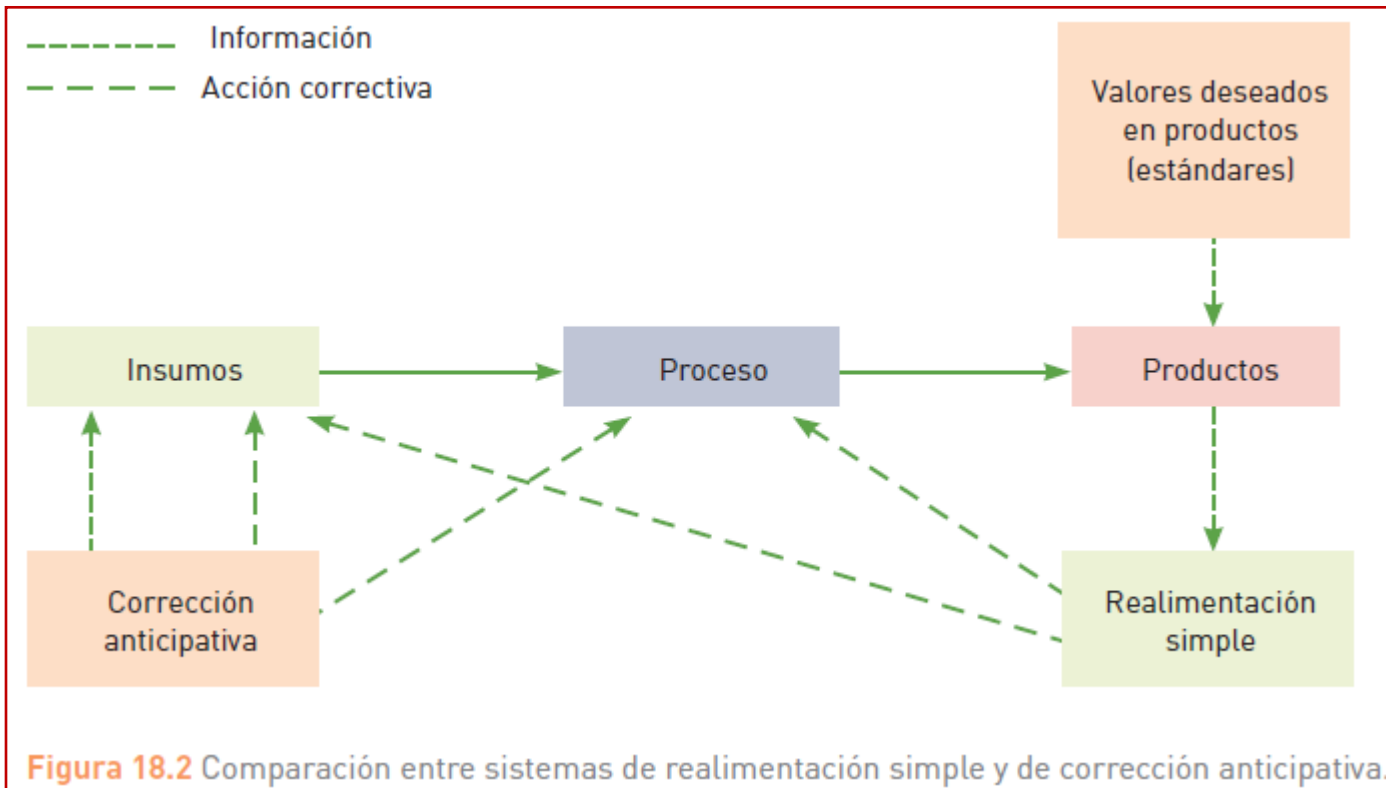 Información
Acción correctiva
Valores deseados
en productos
(estándares)
Insumos
Proceso
Productos
Corrección
anticipativa
Realimentación
simple
Figura 18.2 Comparación entre sistemas de realimentación simple y de corrección anticipativa.